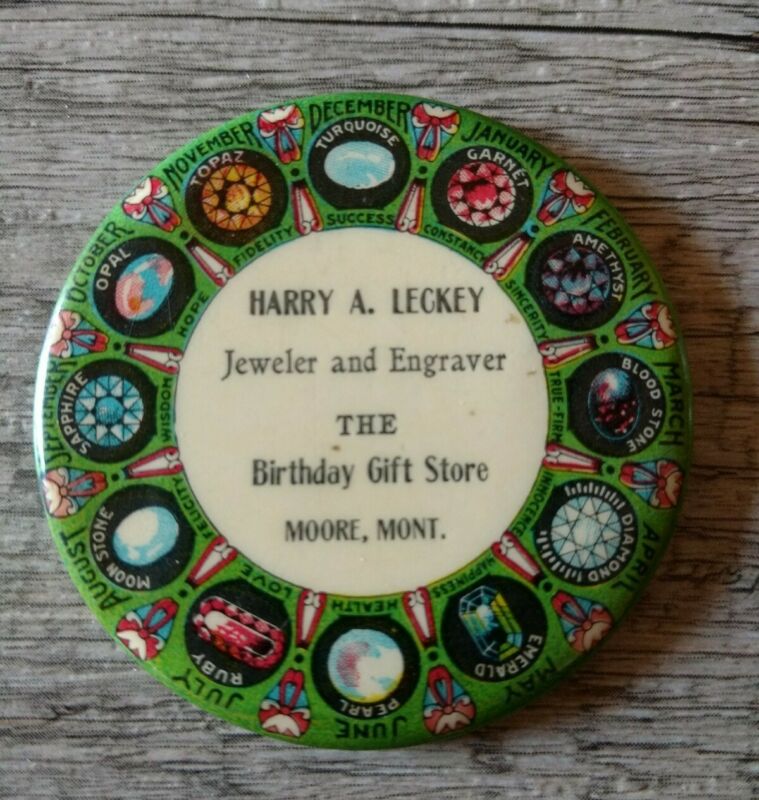 HARRY A. LECKEY
Jeweler and Engraver
THE
Birthday Gift Store
MOORE, MONT.
DECEMBER
TURQUOISE
SUCCESS
JANUARY
GARNET
CONSTANCY
FEBRUARY
AMETHYST
SINCERITY
MARCH
BLOOD STONE
TRUE-FIRM
APRIL
DIAMOND
INNOCENCE
MAY
EMERALD
HAPPINESS
JUNE
PEARL
HEALTH
JULY
RUBY
LOVE
AUGUST
MOON STONE
FELICITY
SEPTEMBER
SAPPHIRE
WISDOM
OCTOBER
OPAL
HOPE
NOVEMBER
TOPAZ
FIDELITY